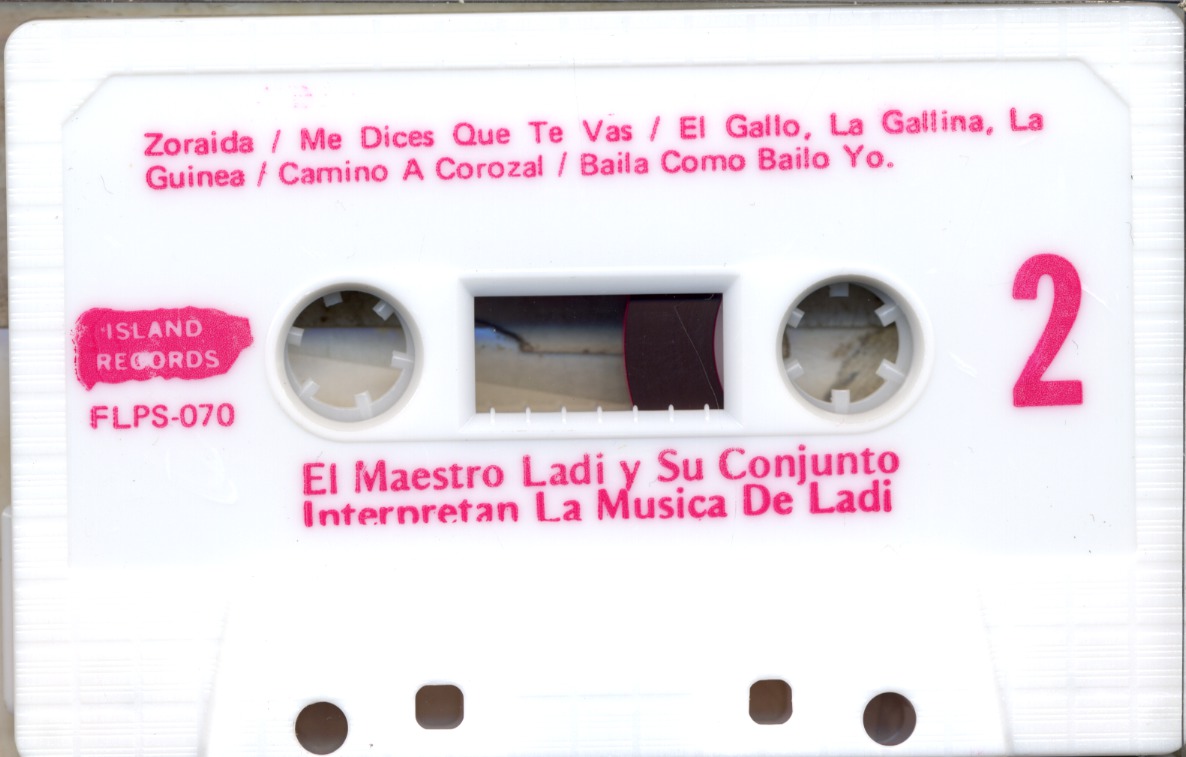 Zoraida / Me Dices Que Te Vas / El Gallo, La Gallina, La
Guinea / Camino A Corozal / Baila Como Bailo Yo.
2
ISLAND
RECORDS
FLPS-070
El Maestro Ladi y Su Conjunto
Interpretan La Musica De Ladi